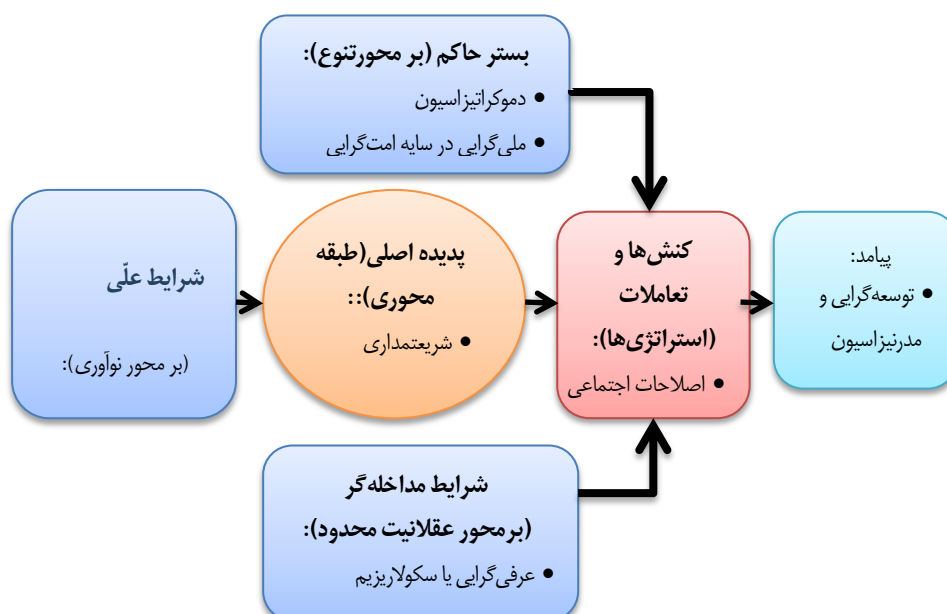 بستر حاکم (بر محورتنوع):
• دموکراتیزاسیون
• ملی‌گرایی در سایه امت‌گرایی
شرایط علّی
(بر محور نوآوری):
پدیده اصلی(طبقه
محوری)::
• شریعتمداری
کنش‌ها و
تعاملات
(استراتژی‌ها):
• اصلاحات اجتماعی
پیامد:
• توسعه‌گرایی و
مدرنیزاسیون
شرایط مداخله‌گر
(برمحور عقلانیت محدود):
• عرفی‌گرایی یا سکولاریزیم